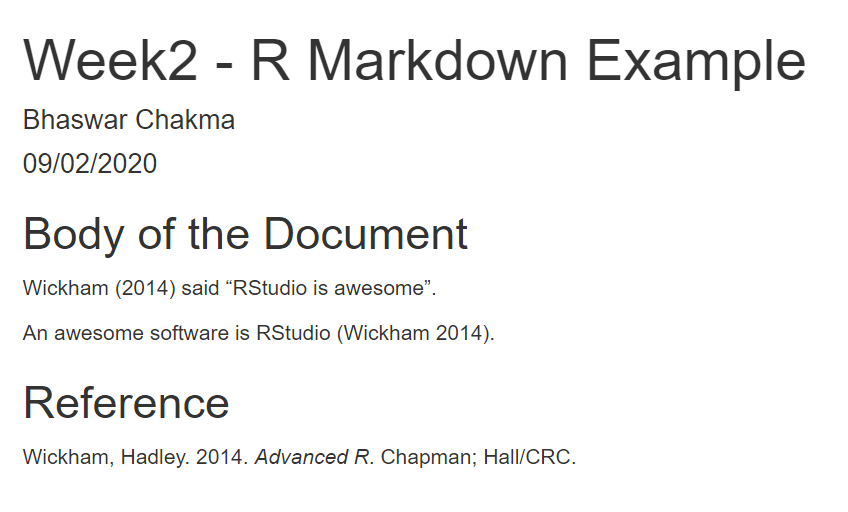 Week2 - R Markdown Example
Bhaswar Chakma
09/02/2020
Body of the Document
Wickham (2014) said “RStudio is awesome”.
An awesome software is RStudio (Wickham 2014).
Reference
Wickham, Hadley. 2014. Advanced R. Chapman; Hall/CRC.